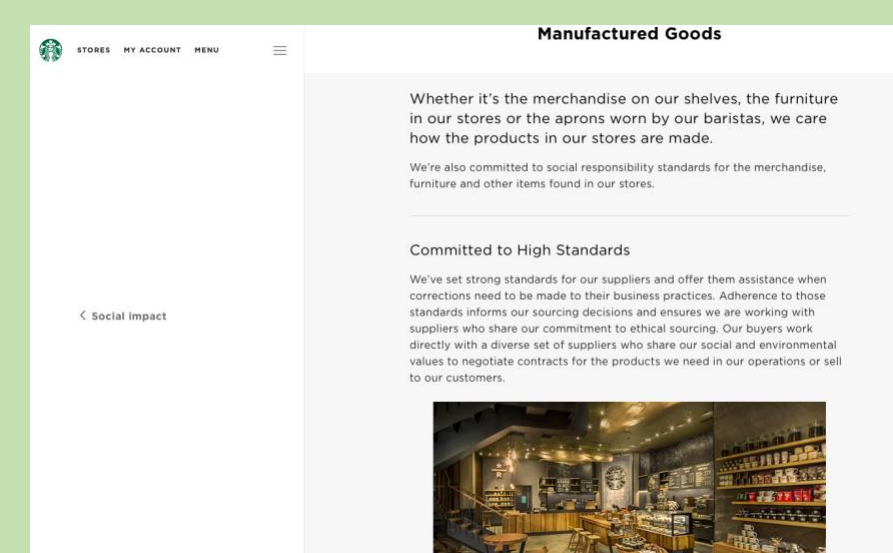 STORES MY ACCOUNT MENU
Manufactured Goods
Whether it’s the merchandise on our shelves, the furniture
in our stores or the aprons worn by our baristas, we care
how the products in our stores are made.
We’re also committed to social responsibility standards for the merchandise,
furniture and other items found in our stores.
Committed to High Standards
We’ve set strong standards for our suppliers and offer them assistance when
corrections need to be made to their business practices. Adherence to those
standards informs our sourcing decisions and ensures we are working with
suppliers who share our commitment to ethical sourcing. Our buyers work
directly with a diverse set of suppliers who share our social and environmental
values to negotiate contracts for the products we need in our operations or sell
to our customers.
Social impact